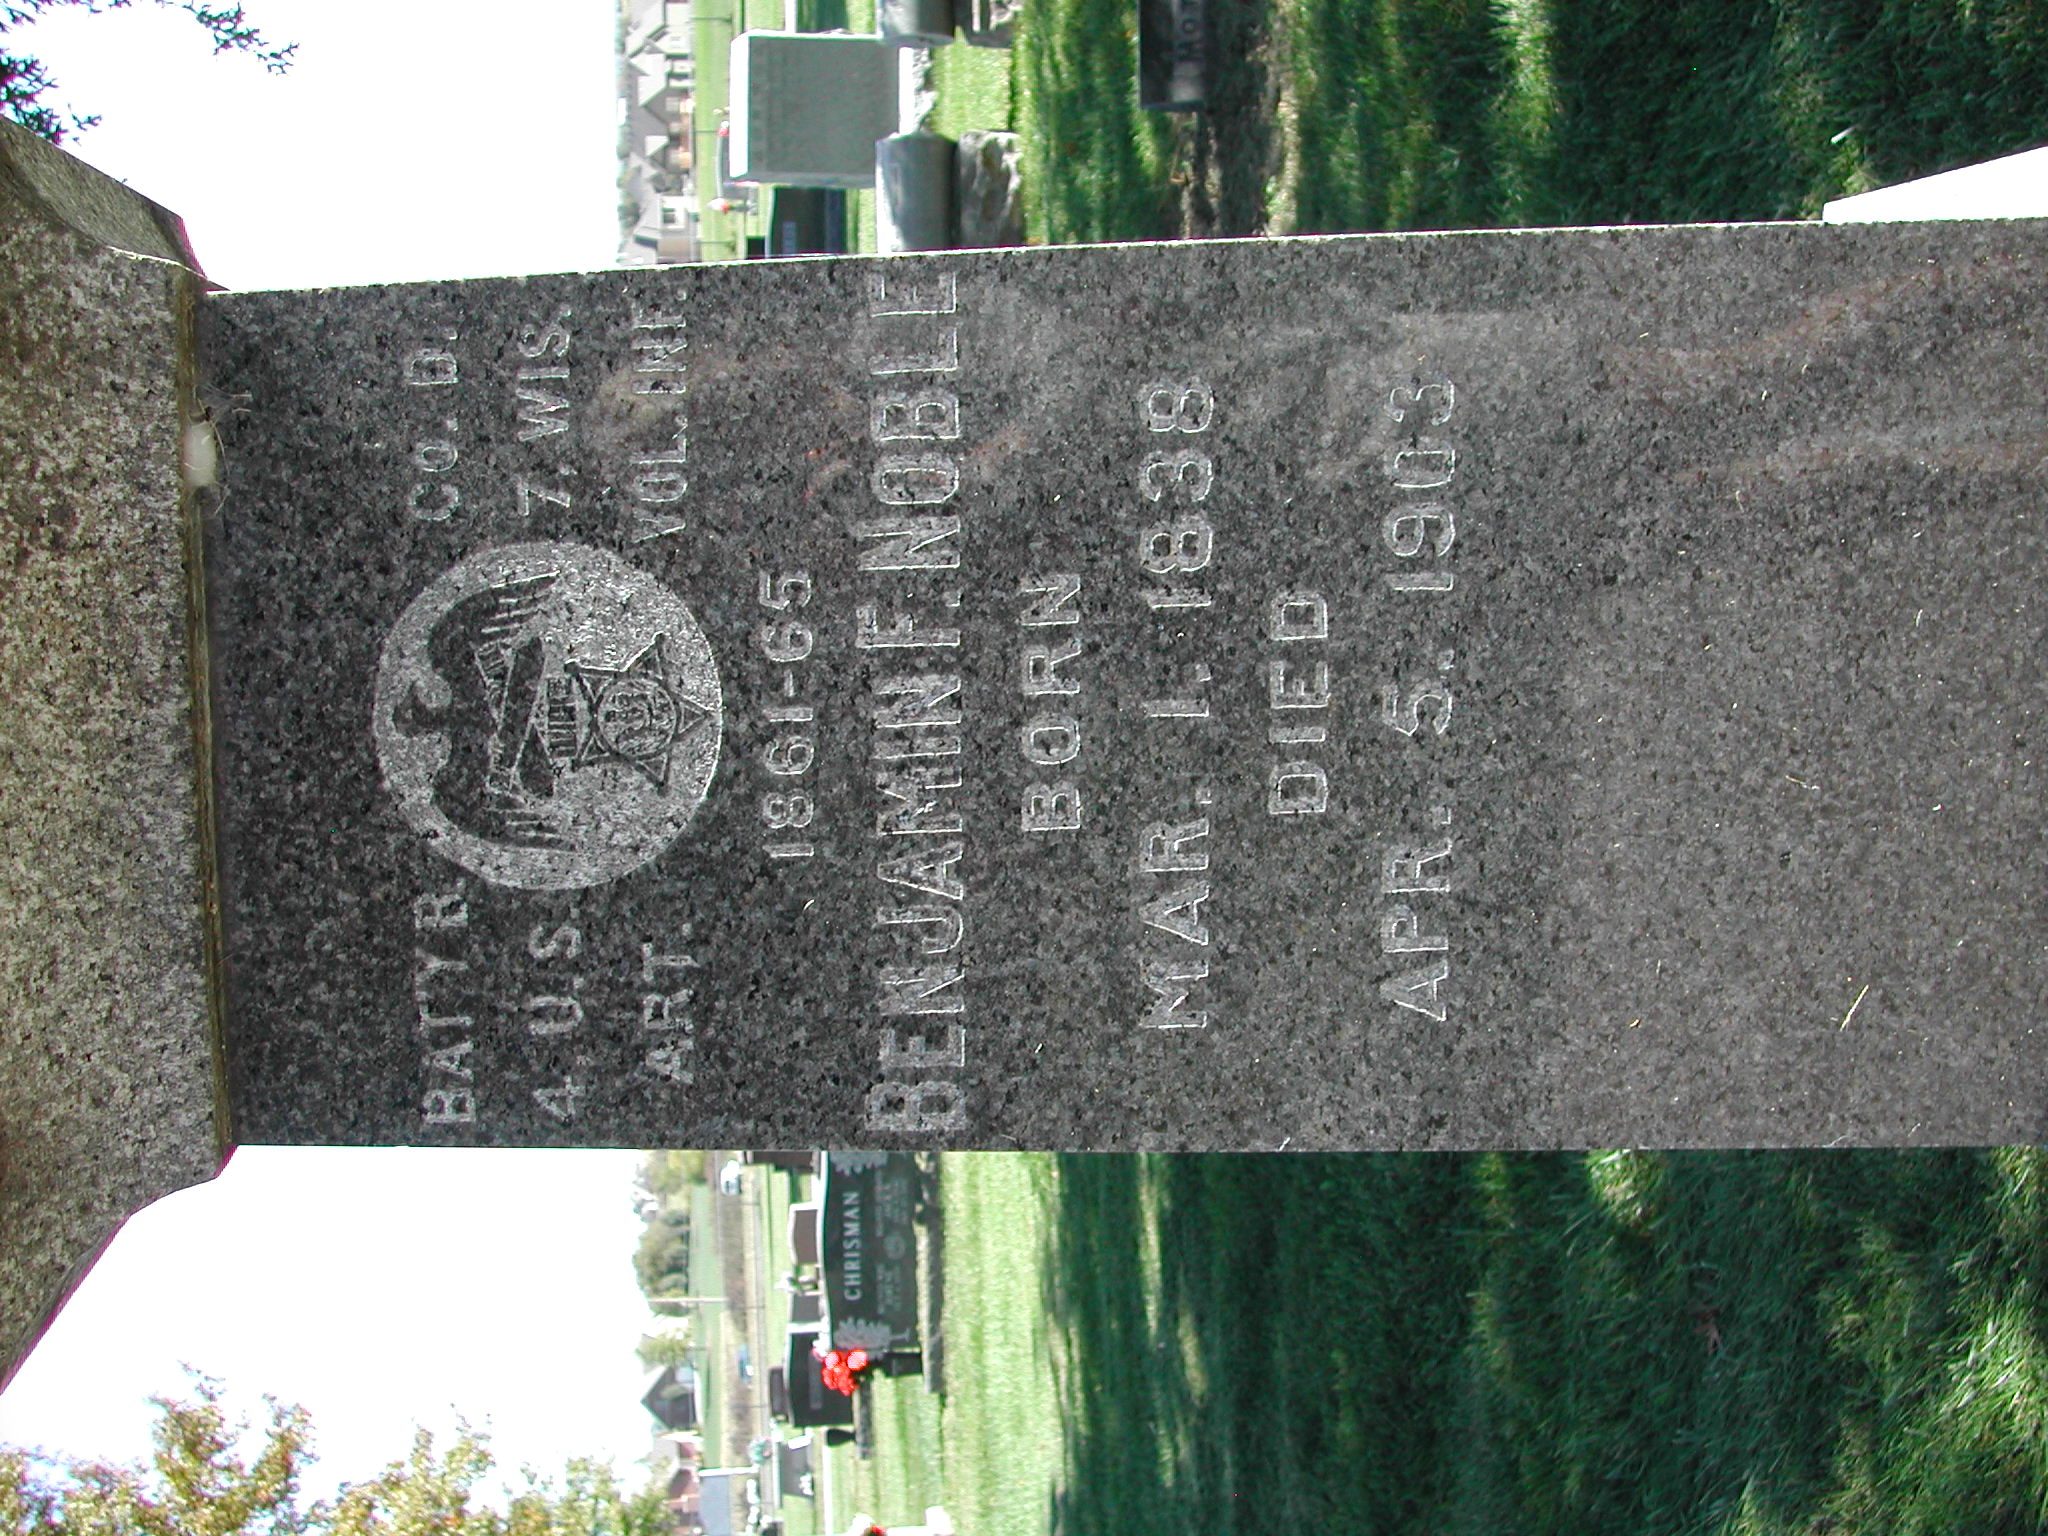 BATY B. CO. D.
4. U.S. 7. WIS.
ART. VOL. INF.
1861-65
BENJAMIN F. NOBLE
BORN
MAR. 1. 1838
DIED
APR. 5. 1903
CHRISMAN